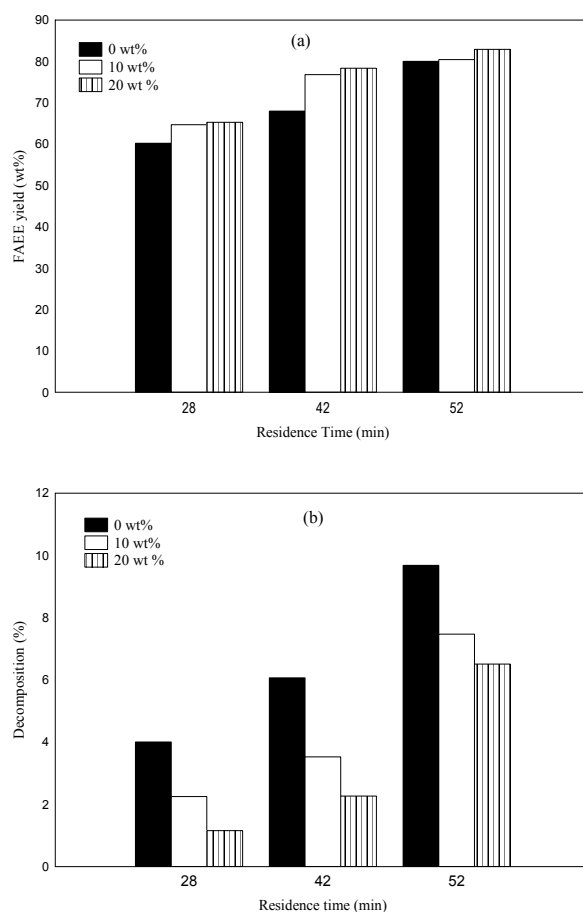 90
(a)
80
0 wt%
10 wt%
70
20 wt %
60
50
40
30
20
10
0
FAEE yield (wt%)
28 42 52
Residence Time (min)
12
(b)
0 wt%
10 wt%
10
20 wt %
8
6
4
2
0
Decomposition (%)
28 42 52
Residence time (min)